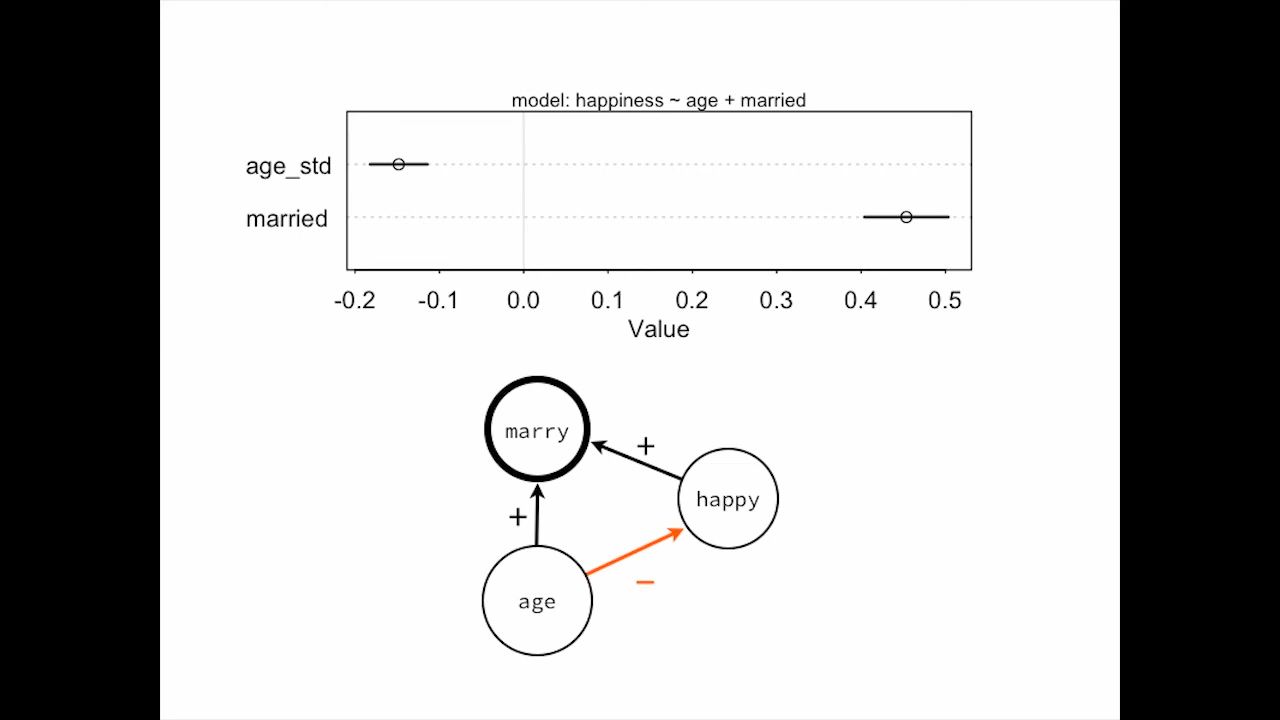 model: happiness ~ age + married
age_std
married
-0.2 -0.1 0.0 0.1 0.2 0.3 0.4 0.5
Value
marry
+
happy
+
age
−